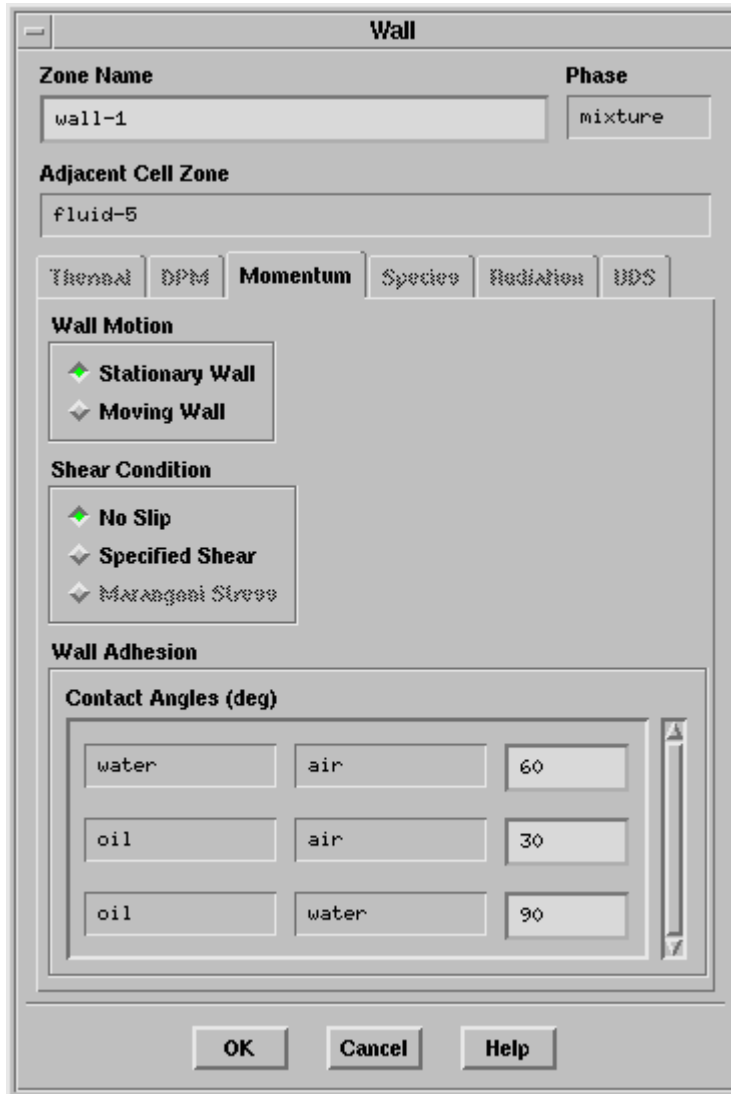 Wall
Zone Name Phase
wall-1 mixture
Adjacent Cell Zone
fluid-5
Thermal DPM Momentum Species Radiation UDS
Wall Motion
Stationary Wall
Moving Wall
Shear Condition
No Slip
Specified Shear
Marangoni Stress
Wall Adhesion
Contact Angles (deg)
water air 60
oil air 30
oil water 90
OK Cancel Help